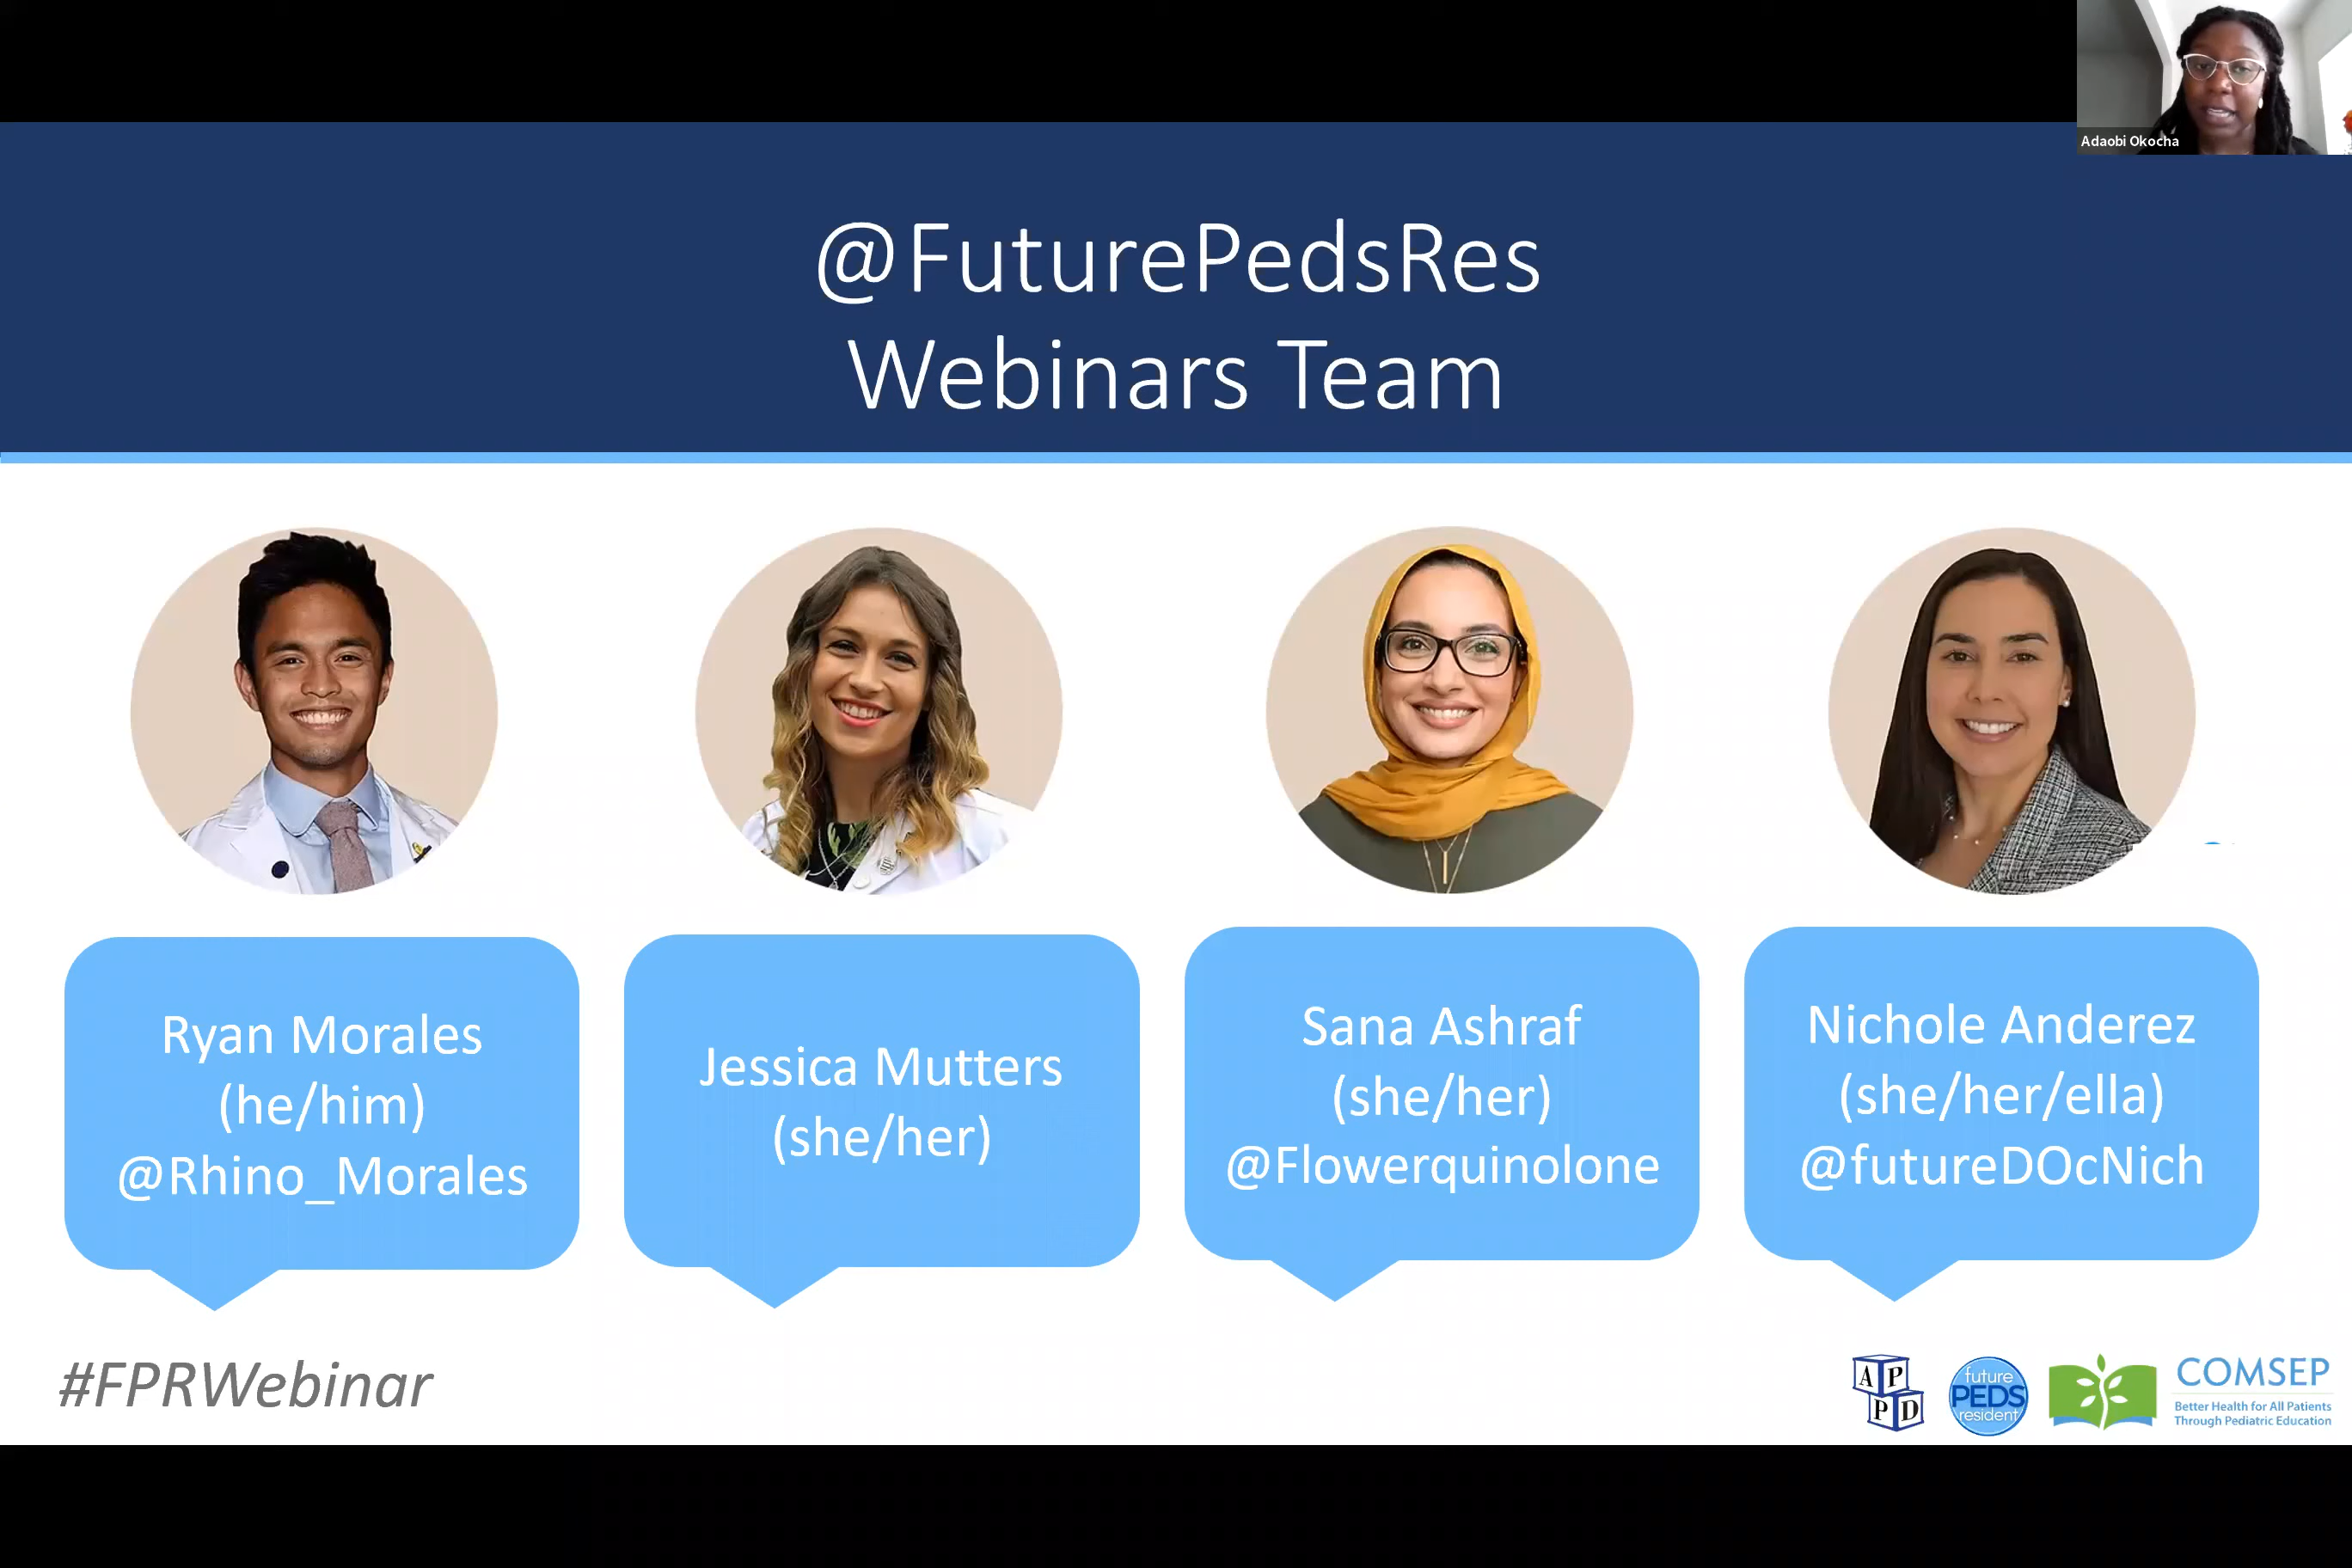 Adaobi Okocha
@FuturePedsRes
Webinars Team
Ryan Morales
(he/him)
@Rhino_Morales
Jessica Mutters
(she/her)
Sana Ashraf
(she/her)
@Flowerquinolone
Nichole Anderez
(she/her/ella)
@futureDOcNich
#FPRWebinar
A P
P D
future
PEDS
resident
COMSEP
Better Health for All Patients
Through Pediatric Education